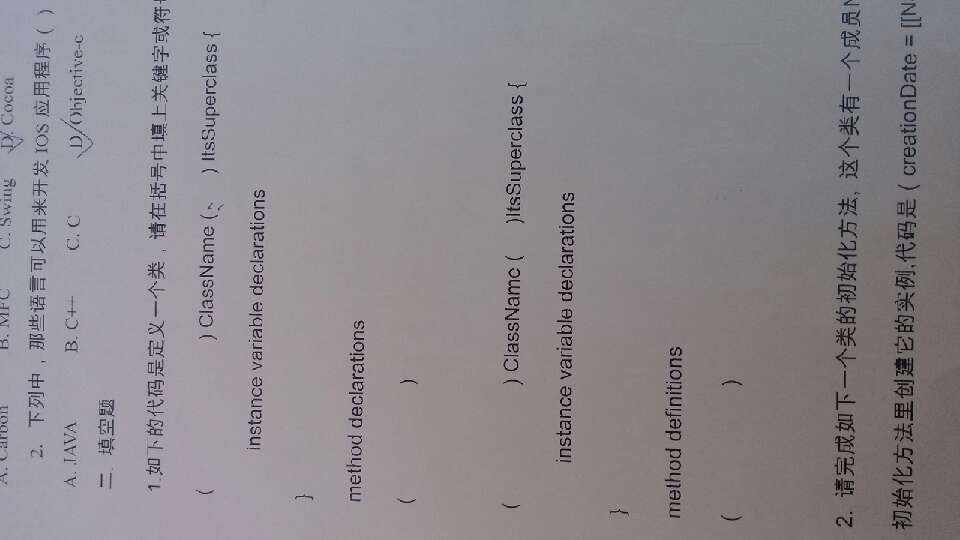 A. Carbon B. MFC C. Swing D. Cocoa
2. 下列中，那些语言可以用来开发 IOS 应用程序 ( )
A. JAVA B. C++ C. C D. Objective-c
二 填空题
1.如下的代码是定义一个类，请在括号中填上关键字或符
( ) ClassName (、 ) ItsSuperclass {
instance variable declarations
}
method declarations
( )
( ) ClassName ( )ItsSuperclass {
instance variable declarations
}
method definitions
( )
2. 请完成如下一个类的初始化方法, 这个类有一个成员
初始化方法里创建它的实例,代码是 ( creationDate = [[N